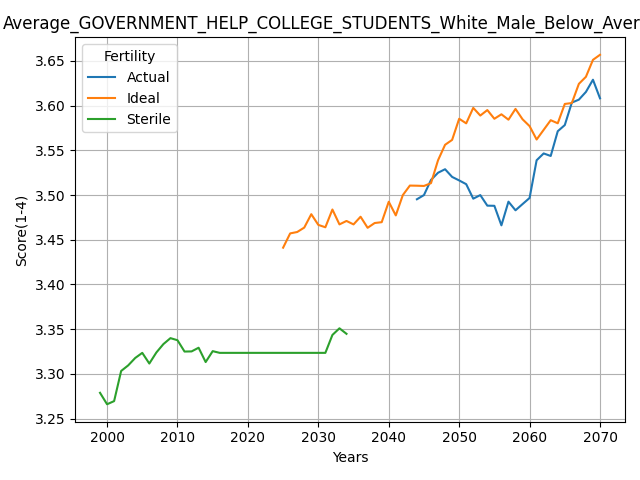 Average_GOVERNMENT_HELP_COLLEGE_STUDENTS_White_Male_Below_Aver
Fertility
Actual
Ideal
Sterile
Score(1-4)
3.65
3.60
3.55
3.50
3.45
3.40
3.35
3.30
3.25
2000 2010 2020 2030 2040 2050 2060 2070
Years